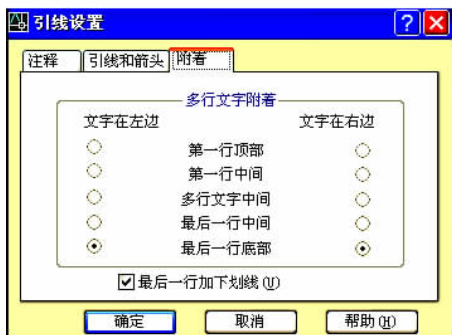 引线设置
注释 引线和箭头 附着
多行文字附着
文字在左边 文字在右边
第一行顶部
第一行中间
多行文字中间
最后一行中间
最后一行底部
最后一行加下划线(U)
确定 取消 帮助(H)